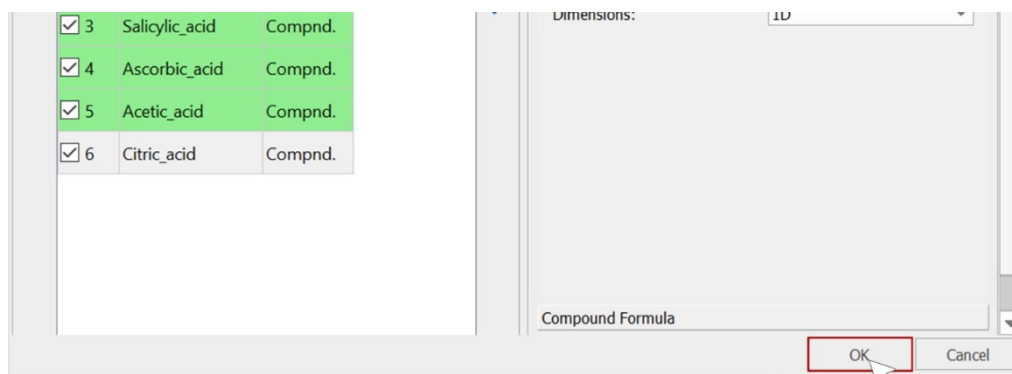 3 Salicylic_acid Compnd. Dimensions: 1D
4 Ascorbic_acid Compnd.
5 Acetic_acid Compnd.
6 Citric_acid Compnd.
Compound Formula
OK Cancel